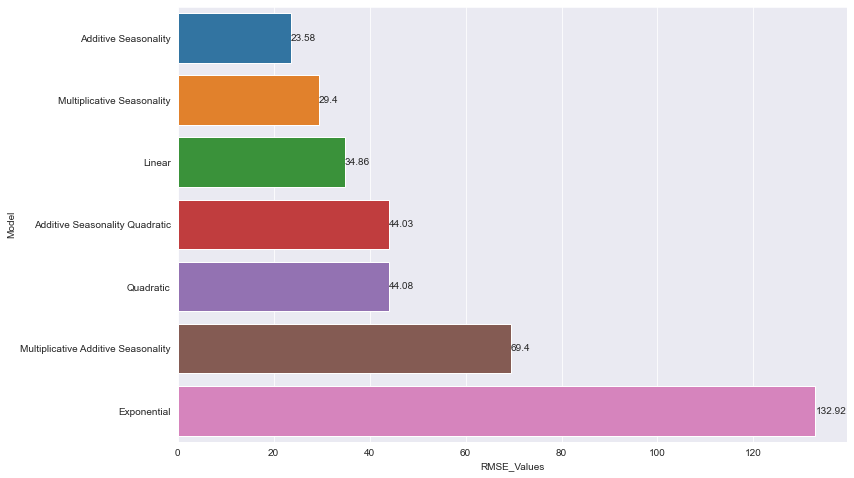 Additive Seasonality
23.58
Multiplicative Seasonality
29.4
Linear
34.86
Additive Seasonality Quadratic
44.03
Quadratic
44.08
Multiplicative Additive Seasonality
69.4
Exponential
132.92
Model
0 20 40 60 80 100 120
RMSE_Values